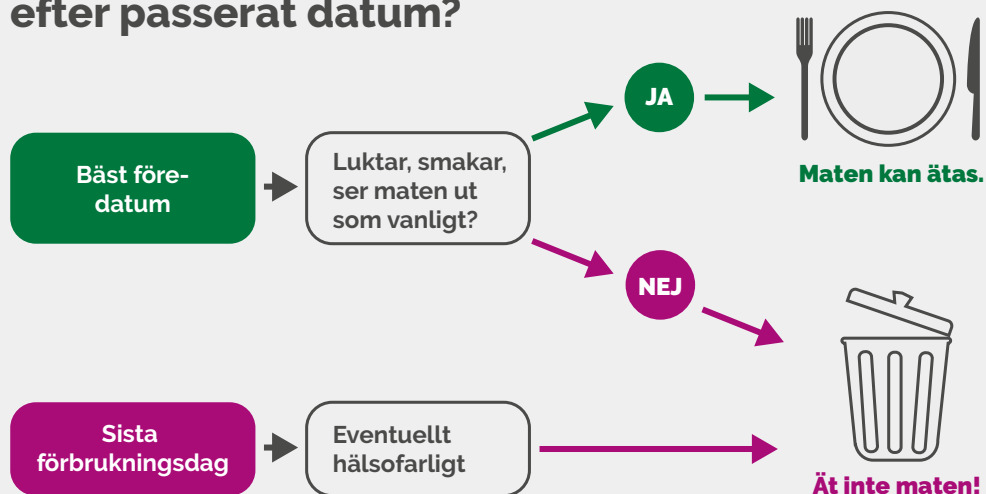 efter passerat datum?
Bäst före-
datum
Luktar, smakar,
ser maten ut
som vanligt?
JA
Maten kan ätas.
NEJ
Sista
förbrukningsdag
Eventuellt
hälsofarligt
Ät inte maten!